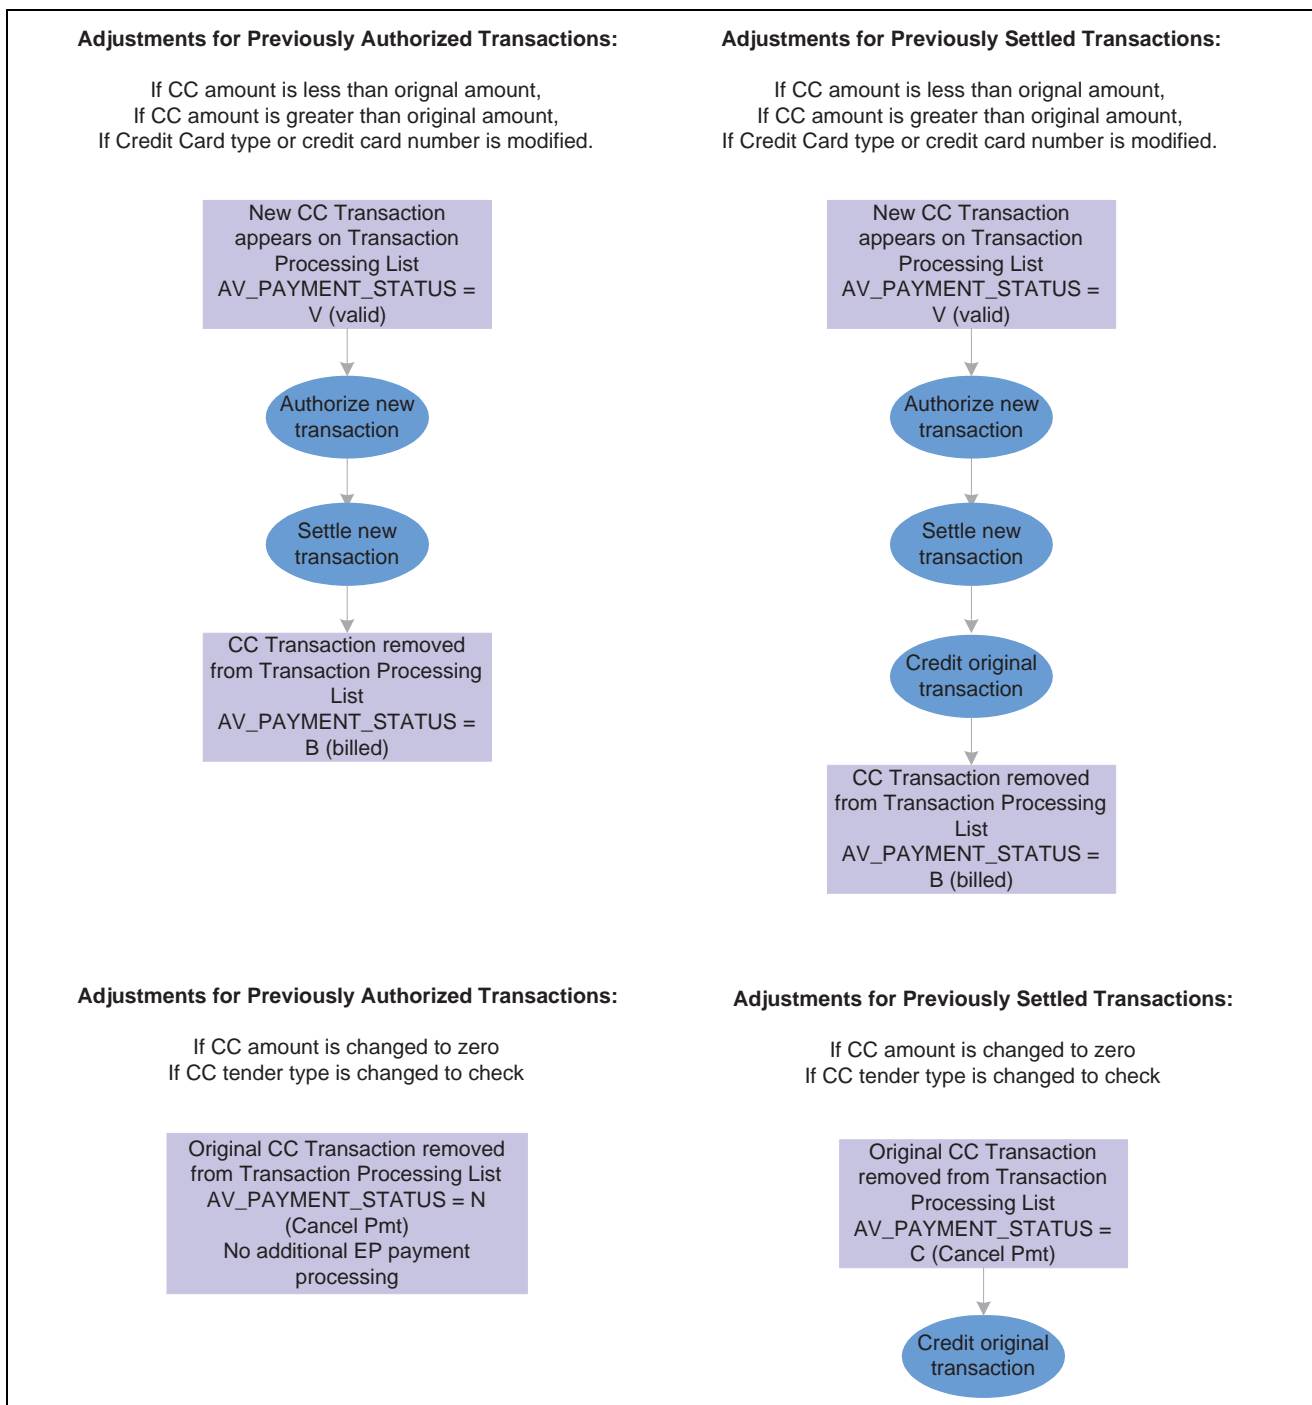 Adjustments for Previously Authorized Transactions:
If CC amount is less than orignal amount,
If CC amount is greater than original amount,
If Credit Card type or credit card number is modified.
New CC Transaction
appears on Transaction
Processing List
AV_PAYMENT_STATUS =
V (valid)
Authorize new
transaction
Settle new
transaction
CC Transaction removed
from Transaction Processing
List
AV_PAYMENT_STATUS =
B (billed)
Adjustments for Previously Settled Transactions:
If CC amount is less than orignal amount,
If CC amount is greater than original amount,
If Credit Card type or credit card number is modified.
New CC Transaction
appears on Transaction
Processing List
AV_PAYMENT_STATUS =
V (valid)
Authorize new
transaction
Settle new
transaction
Credit original
transaction
CC Transaction removed
from Transaction Processing
List
AV_PAYMENT_STATUS =
B (billed)
Adjustments for Previously Authorized Transactions:
If CC amount is changed to zero
If CC tender type is changed to check
Original CC Transaction removed
from Transaction Processing List
AV_PAYMENT_STATUS = N
(Cancel Pmt)
No additional EP payment
processing
Adjustments for Previously Settled Transactions:
If CC amount is changed to zero
If CC tender type is changed to check
Original CC Transaction
removed from Transaction
Processing List
AV_PAYMENT_STATUS =
C (Cancel Pmt)
Credit original
transaction